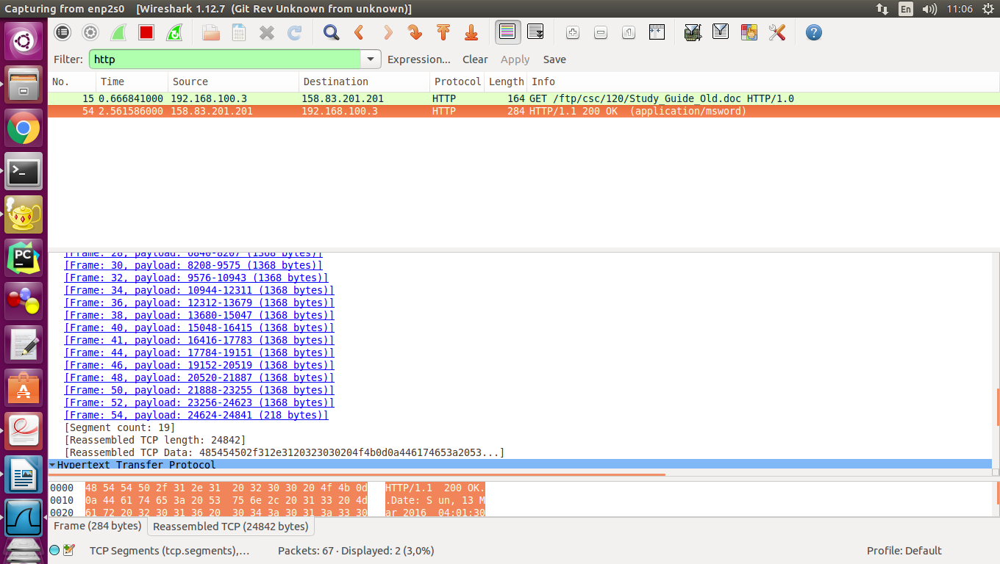 Capturing from enp2s0 [Wireshark 1.12.7 (Git Rev Unknown from unknown)] En 11:06
Filter: http Expression... Clear Apply Save
No. Time Source Destination Protocol Length Info
15 0.666841000 192.168.100.3 158.83.201.201 HTTP 164 GET /ftp/csc/120/Study_Guide_Old.doc HTTP/1.0
54 2.561586000 158.83.201.201 192.168.100.3 HTTP 284 HTTP/1.1 200 OK (application/msword)
[Frame: 28, payload: 6840-8207 (1368 bytes)]
[Frame: 30, payload: 8208-9575 (1368 bytes)]
[Frame: 32, payload: 9576-10943 (1368 bytes)]
[Frame: 34, payload: 10944-12311 (1368 bytes)]
[Frame: 36, payload: 12312-13679 (1368 bytes)]
[Frame: 38, payload: 13680-15047 (1368 bytes)]
[Frame: 40, payload: 15048-16415 (1368 bytes)]
[Frame: 41, payload: 16416-17783 (1368 bytes)]
[Frame: 44, payload: 17784-19151 (1368 bytes)]
[Frame: 46, payload: 19152-20519 (1368 bytes)]
[Frame: 48, payload: 20520-21887 (1368 bytes)]
[Frame: 50, payload: 21888-23255 (1368 bytes)]
[Frame: 52, payload: 23256-24623 (1368 bytes)]
[Frame: 54, payload: 24624-24841 (218 bytes)]
[Segment count: 19]
[Reassembled TCP length: 24842]
[Reassembled TCP Data: 485454502f312e3120323030204f4b0d0a446174653a2053...]
Hypertext Transfer Protocol
0000 48 54 54 50 2f 31 2e 31 20 32 30 30 20 4f 4b 0d HTTP/1.1 200 OK.
0010 0a 44 61 74 65 3a 20 53 75 6e 2c 20 31 33 20 4d .Date: S un, 13 M
0020 61 72 20 32 30 31 36 20 30 34 3a 30 31 3a 33 30 ar 2016 04:01:30
Frame (284 bytes) Reassembled TCP (24842 bytes)
TCP Segments (tcp.segments),... Packets: 67 · Displayed: 2 (3,0%) Profile: Default
PC